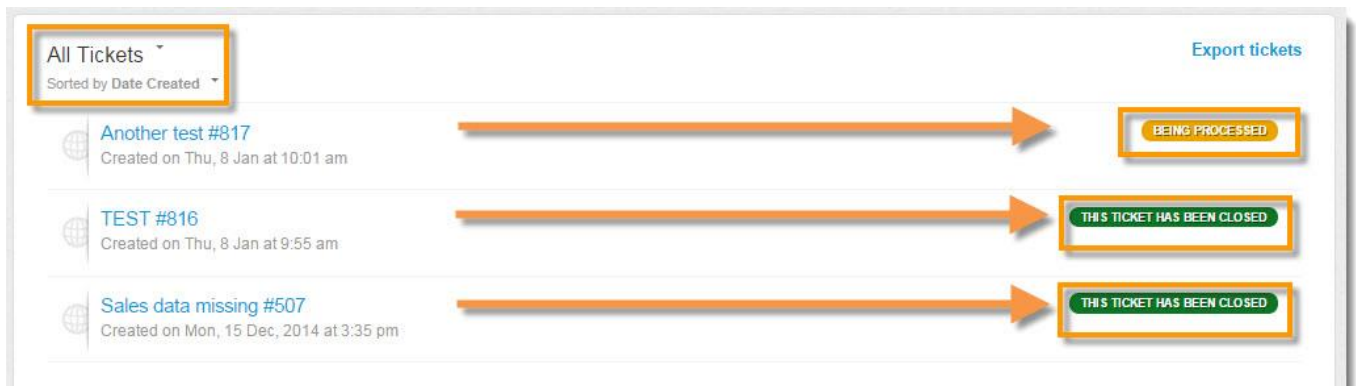 All Tickets
Sorted by Date Created
Export tickets
Another test #817
Created on Thu, 8 Jan at 10:01 am
BEING PROCESSED
TEST #816
Created on Thu, 8 Jan at 9:55 am
THIS TICKET HAS BEEN CLOSED
Sales data missing #507
Created on Mon, 15 Dec, 2014 at 3:35 pm
THIS TICKET HAS BEEN CLOSED